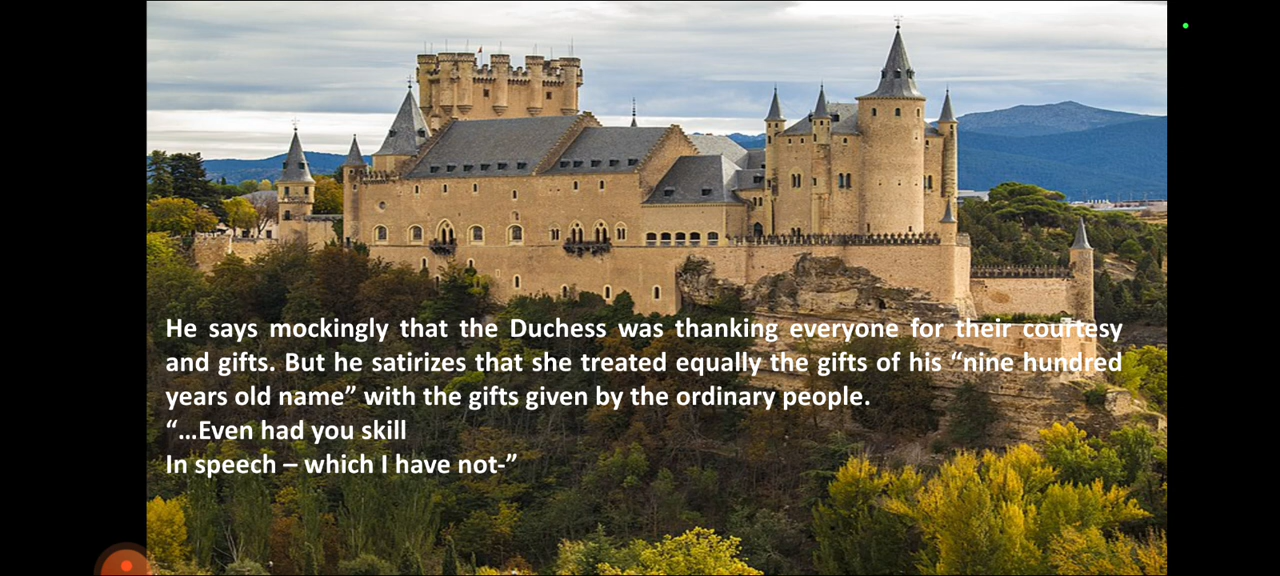 He says mockingly that the Duchess was thanking everyone for their courtesy
and gifts. But he satirizes that she treated equally the gifts of his “nine hundred
years old name” with the gifts given by the ordinary people.
“…Even had you skill
In speech – which I have not-”